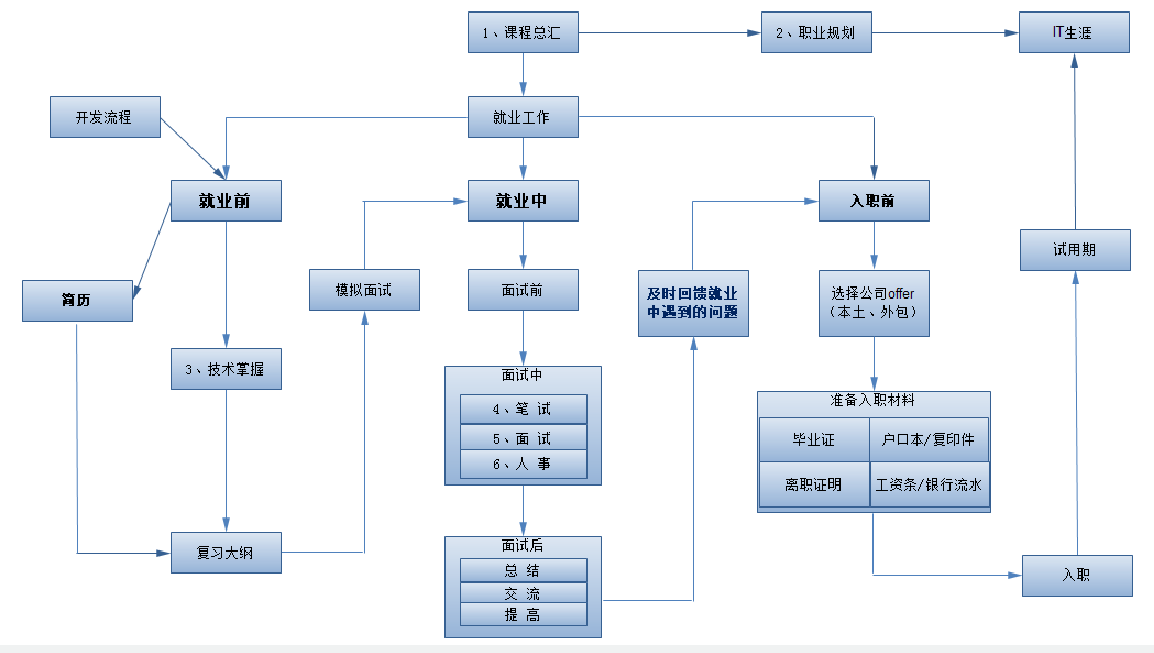 1、课程总汇
2、职业规划
IT生涯
开发流程
就业工作
就业前
就业中
入职前
试用期
简历
模拟面试
面试前
及时回馈就业
中遇到的问题
选择公司offer
（本土、外包）
3、技术掌握
面试中
4、笔 试
5、面 试
6、人 事
准备入职材料
毕业证
户口本/复印件
离职证明
工资条/银行流水
复习大纲
面试后
总 结
交 流
提 高
入职